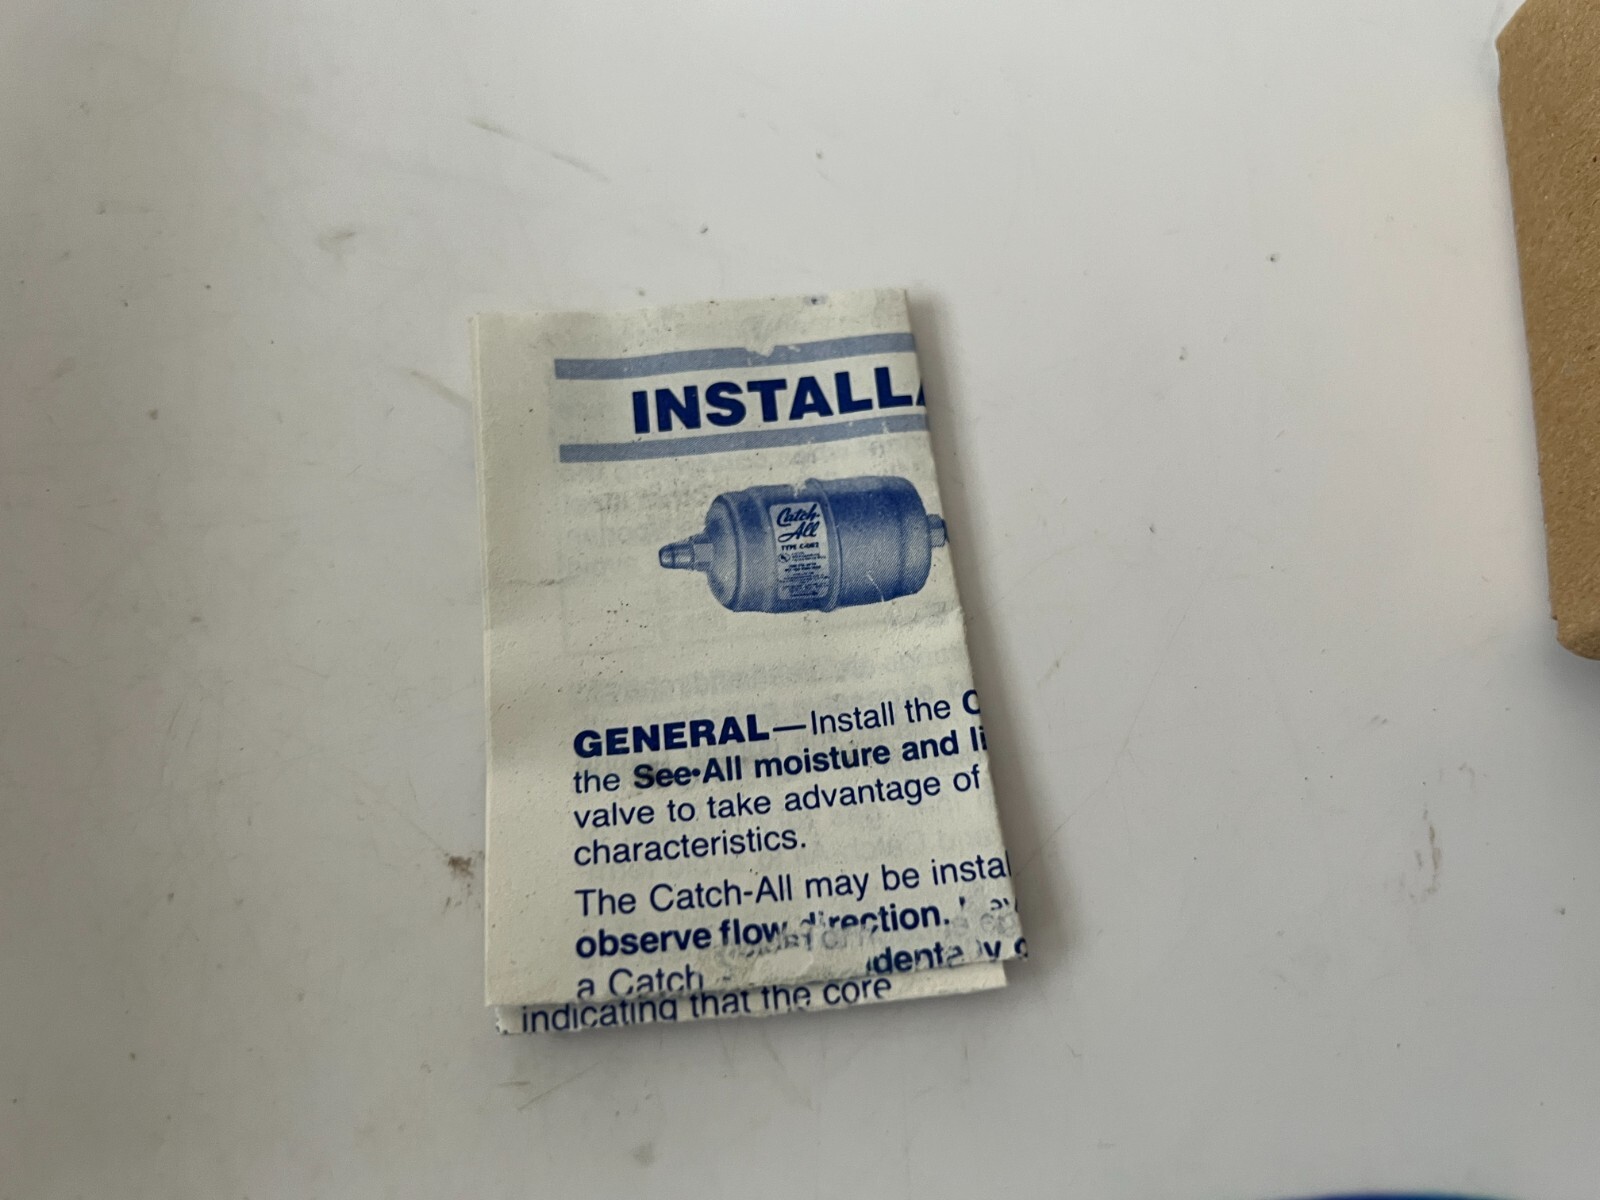 INSTALLA
Catch-
All
TYPE
GENERAL—Install the C
the See•All moisture and li
valve to take advantage of
characteristics.
The Catch-All may be instal
observe flow direction.
a Catch
indicating that the core